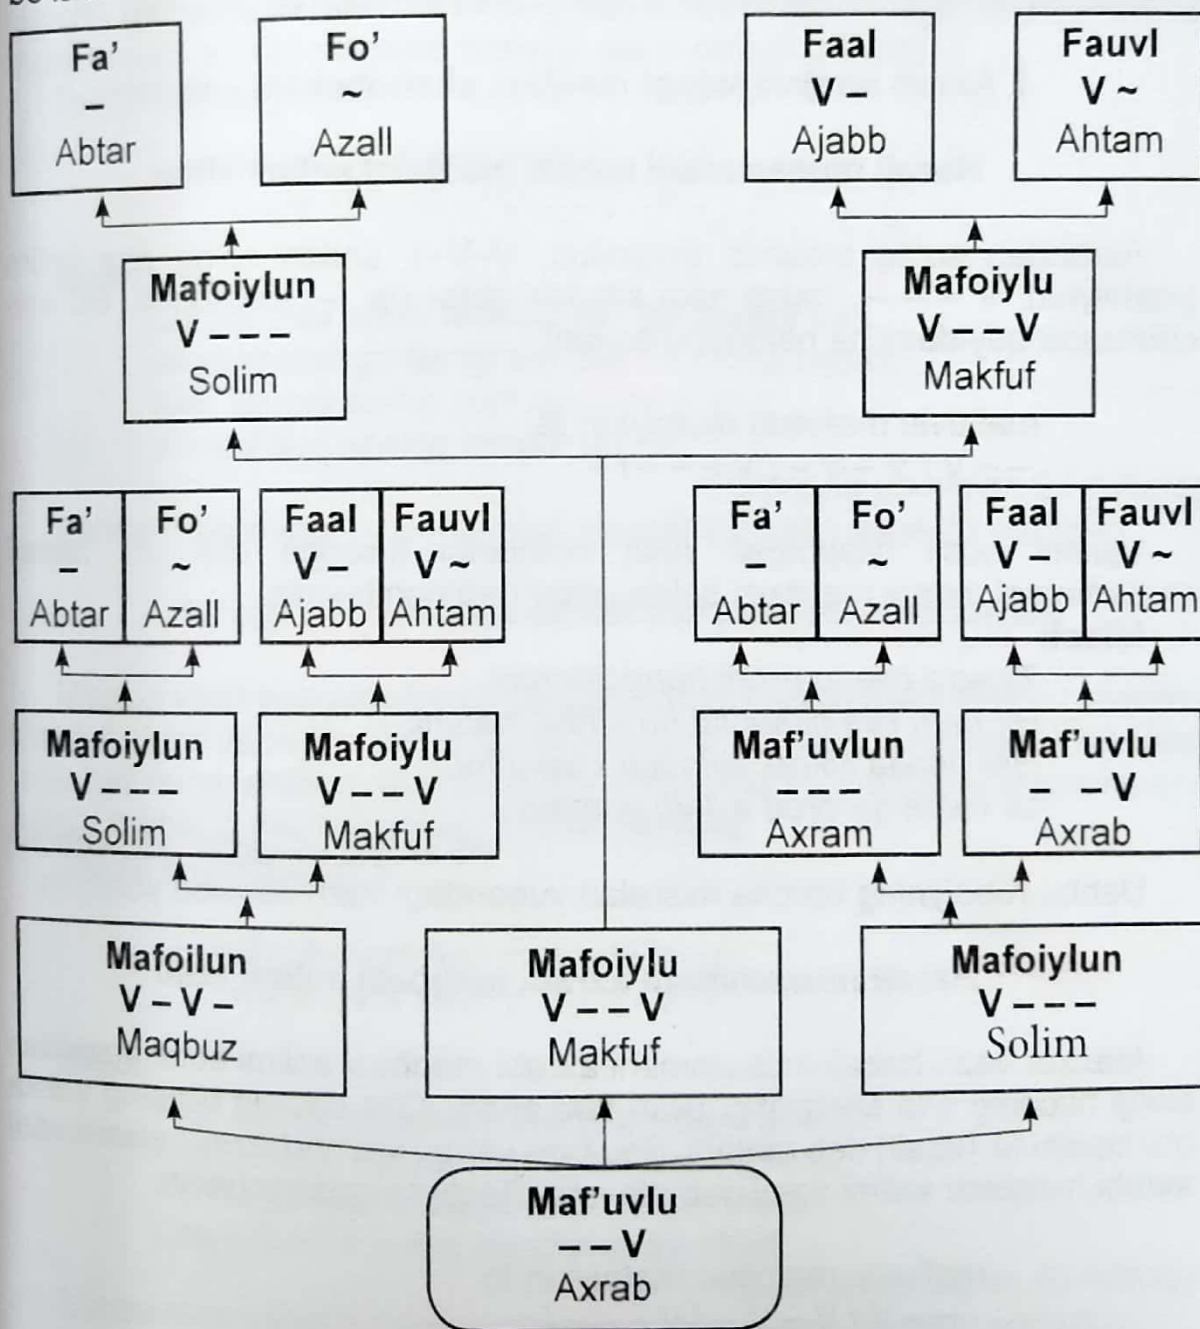 Fa'
–
Abtar
Fo'
~
Azall
Faal
V –
Ajabb
Fauvl
V ~
Ahtam
Mafoiylun
V – – –
Solim
Mafoiylu
V – – V
Makfuf
Fa'
–
Abtar
Fo'
~
Azall
Faal
V –
Ajabb
Fauvl
V ~
Ahtam
Fa'
–
Abtar
Fo'
~
Azall
Faal
V –
Ajabb
Fauvl
V ~
Ahtam
Mafoiylun
V – – –
Solim
Mafoiylu
V – – V
Makfuf
Maf'uvlun
– – –
Axram
Maf'uvlu
– – V
Axrab
Mafoilun
V – V –
Maqbuz
Mafoiylu
V – – V
Makfuf
Mafoiylun
V – – –
Solim
Maf'uvlu
– – V
Axrab